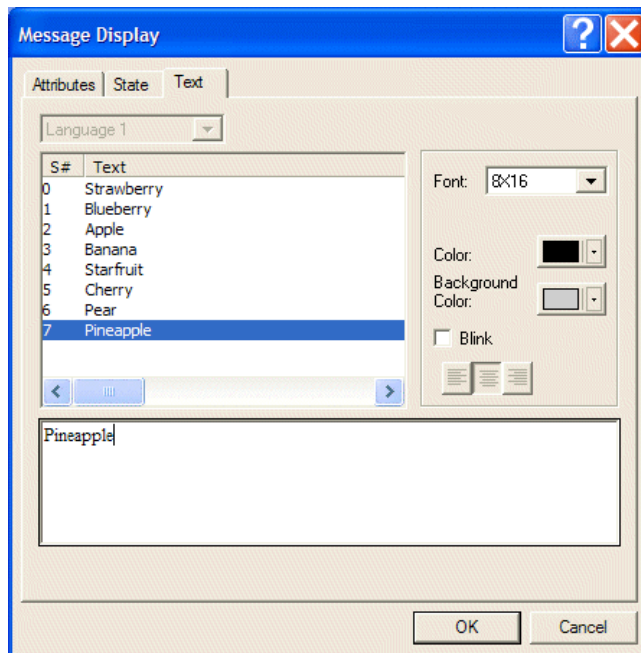 Message Display
Attributes State Text
Language 1
S# Text
0 Strawberry
1 Blueberry
2 Apple
3 Banana
4 Starfruit
5 Cherry
6 Pear
7 Pineapple
Font: 8X16
Color:
Background
Color:
Blink
Pineapple
OK Cancel